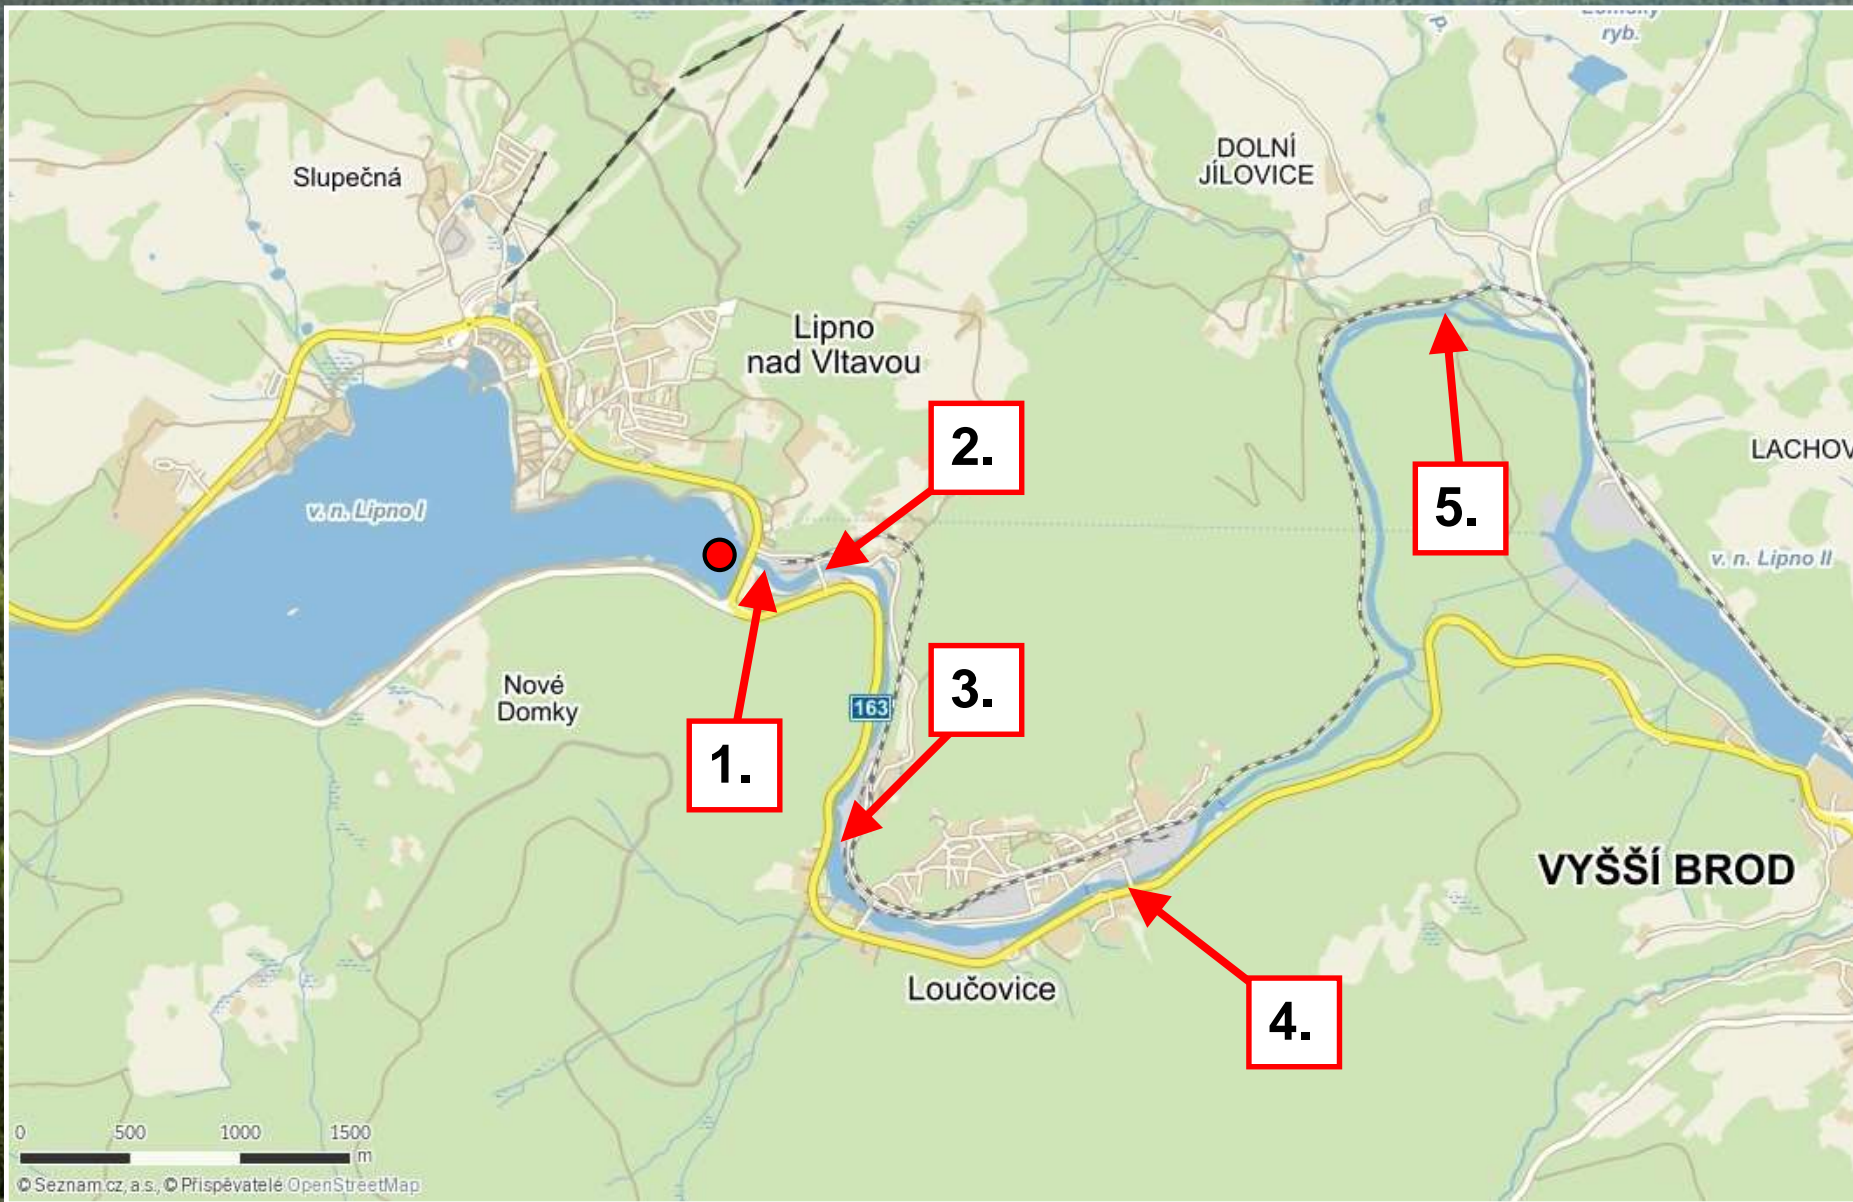 ryb.
p.
DOLNÍ
JÍLOVICE
Slupečná
Lipno
nad Vltavou
2.
LACHOV
v. n. Lipno I
5.
v. n. Lipno II
Nové
Domky
163
3.
1.
VYŠŠÍ BROD
Loučovice
4.
0 500 1000 1500
m
© Seznam.cz, a.s., © Přispěvatelé OpenStreetMap